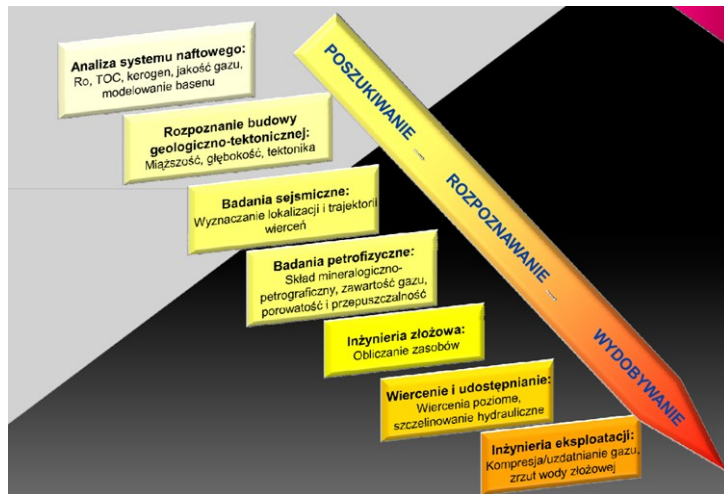 Analiza systemu naftowego:
Ro, TOC, kerogen, jakość gazu,
modelowanie basenu
Rozpoznanie budowy
geologiczno-tektonicznej:
Miąższość, głębokość, tektonika
Badania sejsmiczne:
Wyznaczanie lokalizacji i trajektorii
wierceń
Badania petrofizyczne:
Skład mineralogiczno-
petrograficzny, zawartość gazu,
porowatość i przepuszczalność
Inżynieria złożowa:
Obliczanie zasobów
Wiercenie i udostępnianie:
Wiercenia poziome,
szczelinowanie hydrauliczne
Inżynieria eksploatacji:
Kompresja/uzdatnianie gazu,
zrzut wody złożowej
POSZUKIWANIE _ ROZPOZNAWANIE _ WYDOBYWANIE